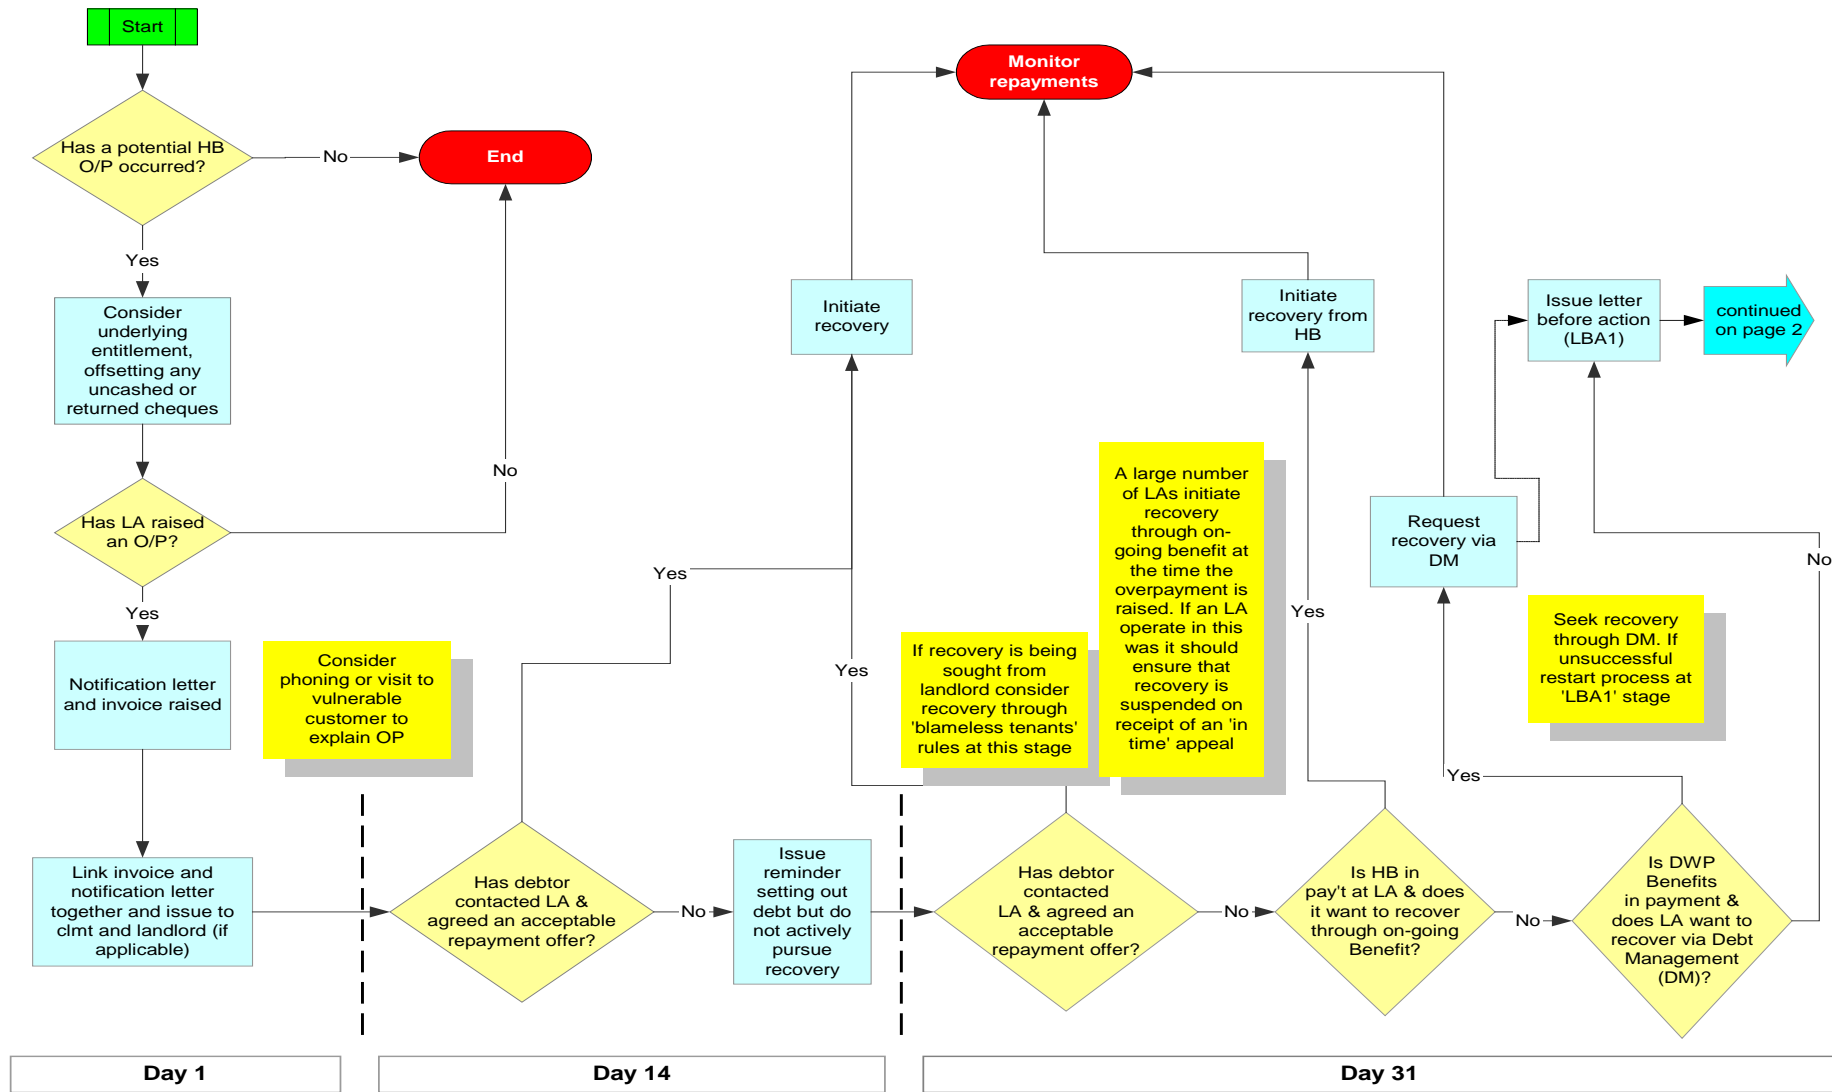 Start
Has a potential HB
O/P occurred?
No
End
Yes
Consider
underlying
entitlement,
offsetting any
uncashed or
returned cheques
No
Has LA raised
an O/P?
Yes
Notification letter
and invoice raised
Consider
phoning or visit to
vulnerable
customer to
explain OP
Link invoice and
notification letter
together and issue to
clmt and landlord (if
applicable)
Monitor
repayments
Initiate
recovery
Yes
Yes
Has debtor
contacted LA &
agreed an acceptable
repayment offer?
No
Issue
reminder
setting out
debt but do
not actively
pursue
recovery
If recovery is being
sought from
landlord consider
recovery through
'blameless tenants'
rules at this stage
A large number
of LAs initiate
recovery
through on-
going benefit at
the time the
overpayment is
raised. If an LA
operate in this
was it should
ensure that
recovery is
suspended on
receipt of an 'in
time' appeal
Has debtor
contacted
LA & agreed an
acceptable
repayment offer?
No
Initiate
recovery from
HB
Yes
Is HB in
pay't at LA & does
it want to recover
through on-going
Benefit?
No
Issue letter
before action
(LBA1)
continued
on page 2
Request
recovery via
DM
No
Seek recovery
through DM. If
unsuccessful
restart process at
'LBA1' stage
Yes
Is DWP
Benefits
in payment &
does LA want to
recover via Debt
Management
(DM)?
Day 1
Day 14
Day 31